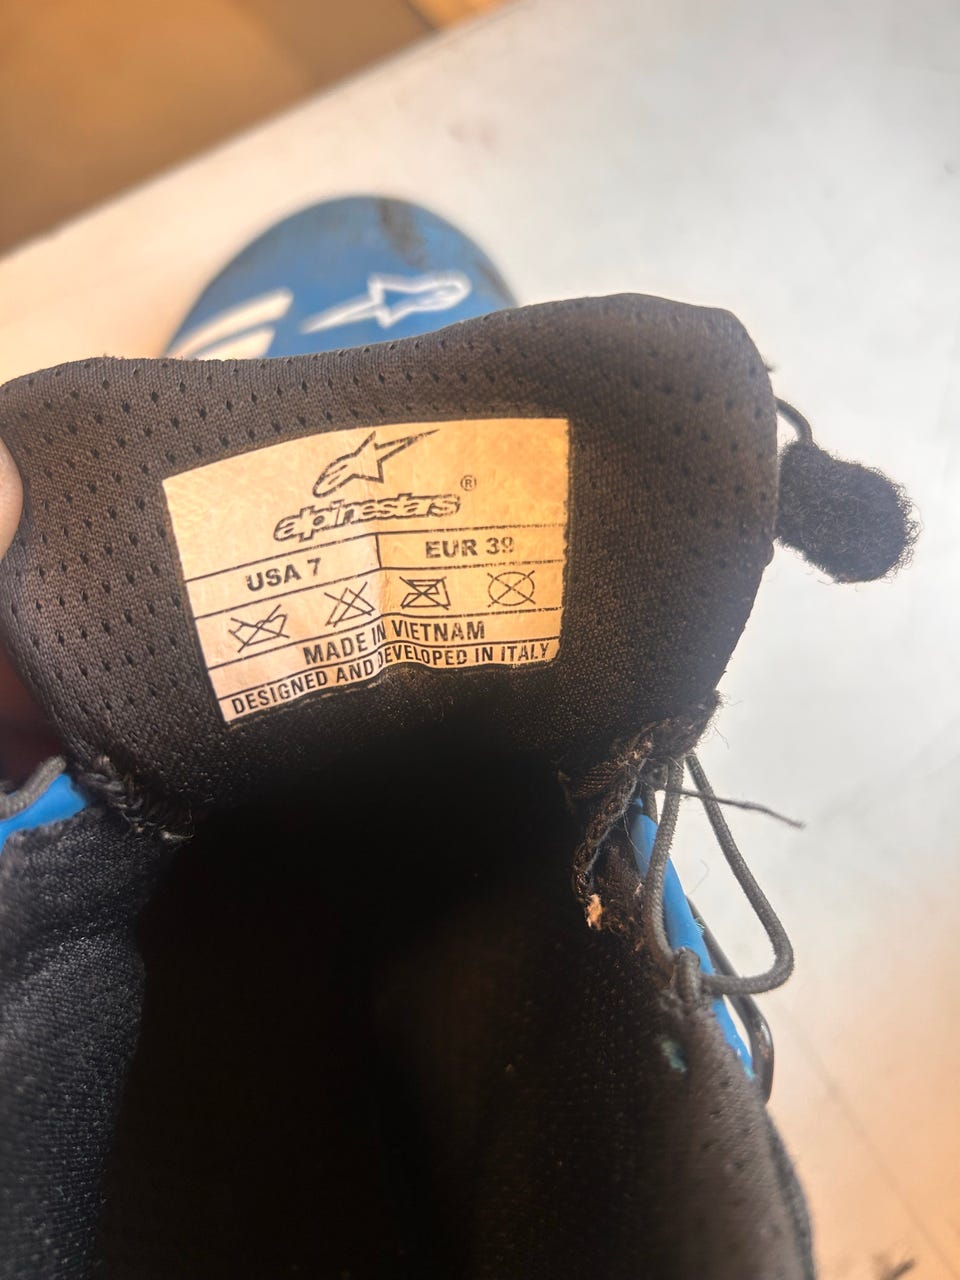 alpinestars®
USA 7 EUR 39
MADE IN VIETNAM
DESIGNED AND DEVELOPED IN ITALY